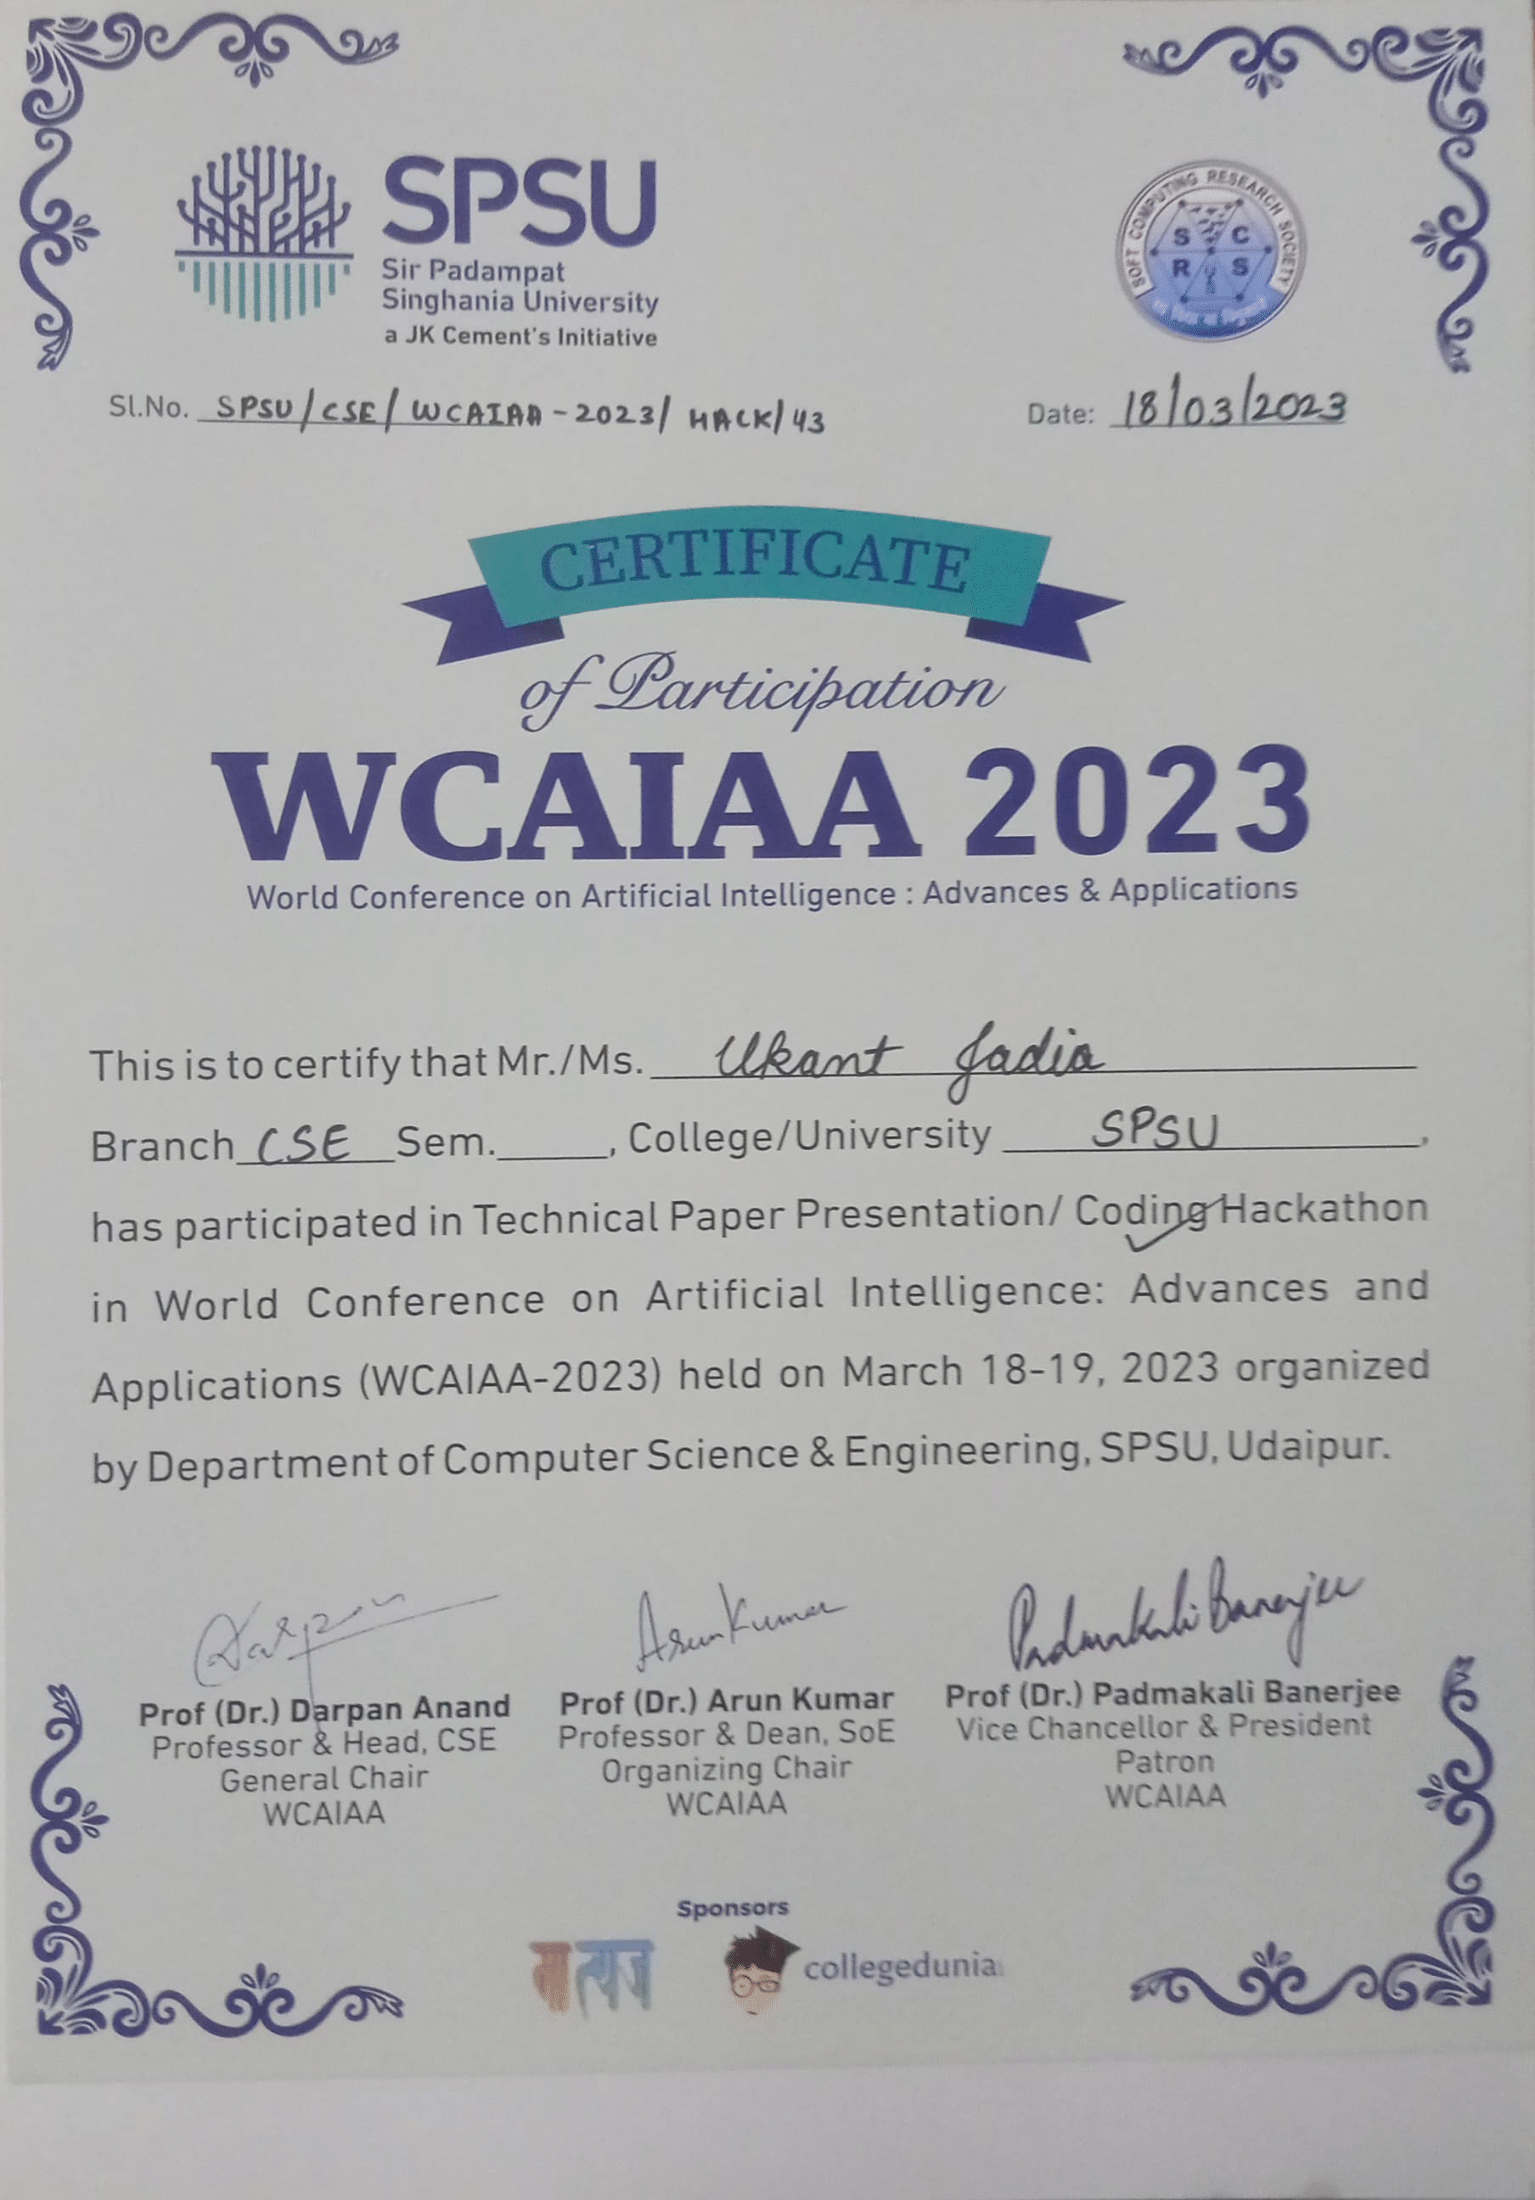 SPSU
Sir Padampat
Singhania University
a JK Cement's Initiative
SOFT COMPUTING RESEARCH SOCIETY
S C
R S
Sl.No. SPSU/CSE/WCAIAA-2023/HACK/43
Date: 18/03/2023
CERTIFICATE
of Participation
WCAIAA 2023
World Conference on Artificial Intelligence : Advances & Applications
This is to certify that Mr./Ms. Ukant Jadia
Branch CSE Sem._____, College/University SPSU,
has participated in Technical Paper Presentation/ Coding Hackathon
in World Conference on Artificial Intelligence: Advances and
Applications (WCAIAA-2023) held on March 18-19, 2023 organized
by Department of Computer Science & Engineering, SPSU, Udaipur.
Darpan
Arun Kumar
Padmakali Banerjee
Prof (Dr.) Darpan Anand
Professor & Head, CSE
General Chair
WCAIAA
Prof (Dr.) Arun Kumar
Professor & Dean, SoE
Organizing Chair
WCAIAA
Prof (Dr.) Padmakali Banerjee
Vice Chancellor & President
Patron
WCAIAA
Sponsors
collegedunia